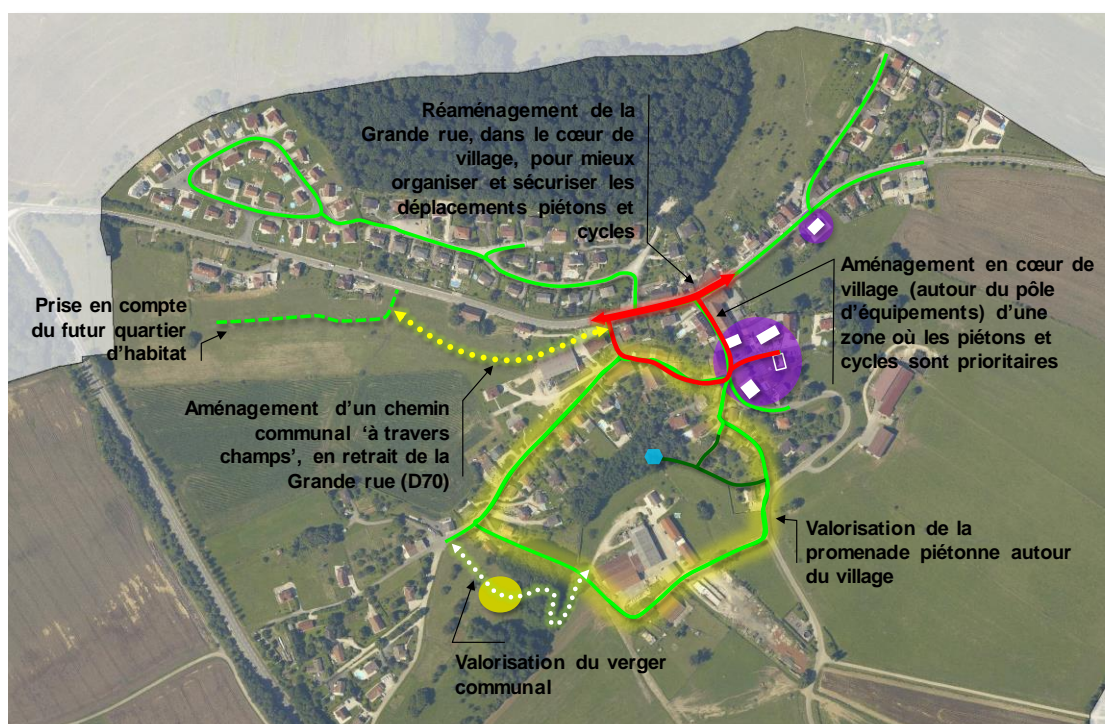 Réaménagement de la
Grande rue, dans le cœur de
village, pour mieux
organiser et sécuriser les
déplacements piétons et
cycles
Aménagement en cœur de
village (autour du pôle
d'équipements) d'une
zone où les piétons et
cycles sont prioritaires
Prise en compte
du futur quartier
d'habitat
Aménagement d'un chemin
communal 'à travers
champs', en retrait de la
Grande rue (D70)
Valorisation de la
promenade piétonne autour
du village
Valorisation du verger
communal